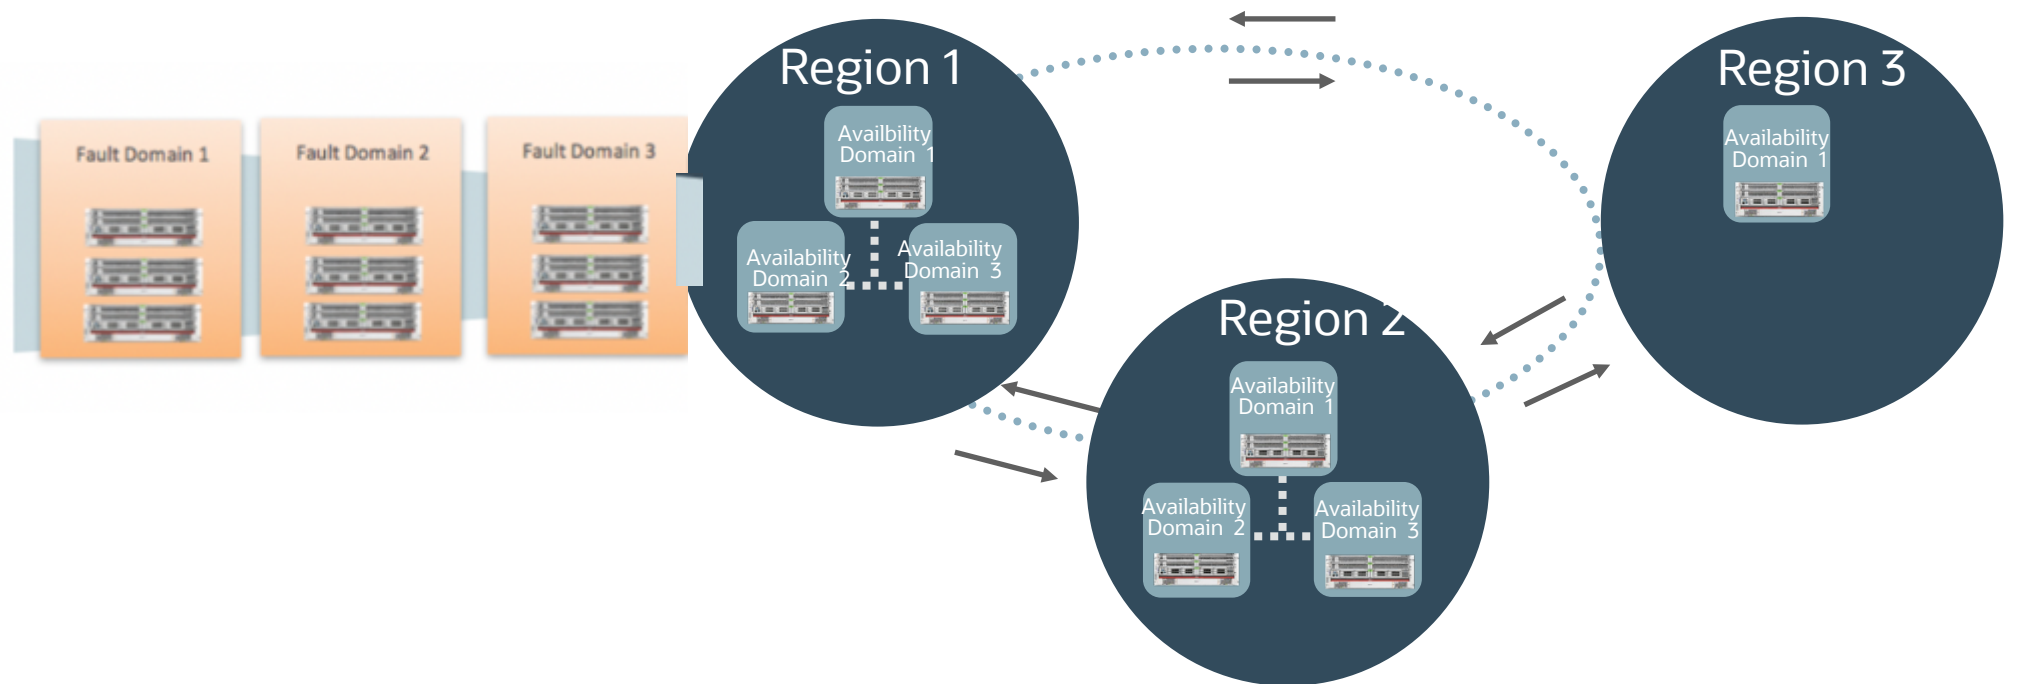 Fault Domain 1
Fault Domain 2
Fault Domain 3
Region 1
Availbility
Domain 1
Availability
Domain 2
Availability
Domain 3
Region 2
Availability
Domain 1
Availability
Domain 2
Availability
Domain 3
Region 3
Availability
Domain 1